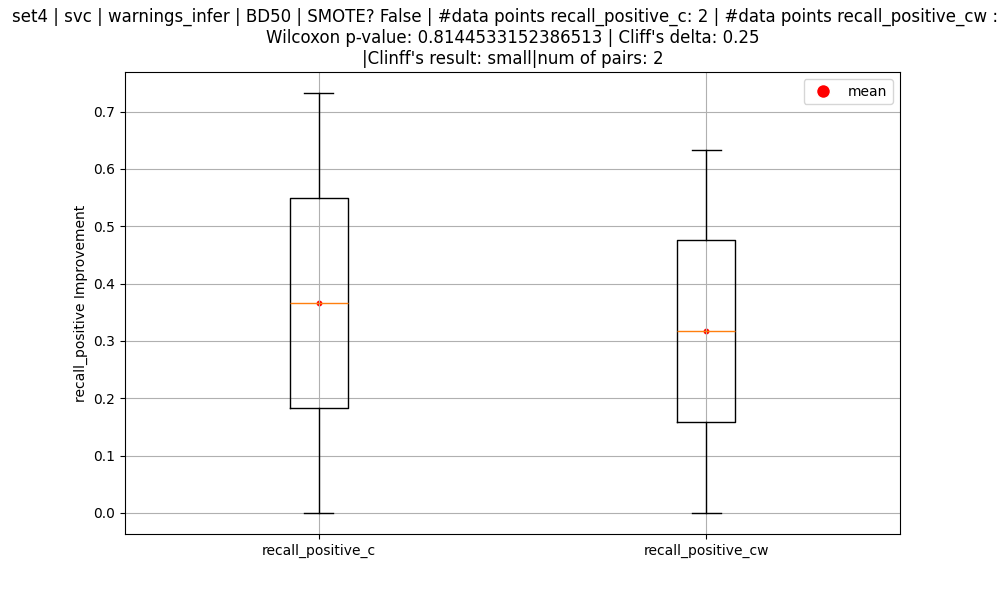 set4 | svc | warnings_infer | BD50 | SMOTE? False | #data points recall_positive_c: 2 | #data points recall_positive_cw :
Wilcoxon p-value: 0.8144533152386513 | Cliff's delta: 0.25
|Clinff's result: small|num of pairs: 2
mean
0.7
0.6
0.5
0.4
0.3
0.2
0.1
0.0
recall_positive Improvement
recall_positive_c
recall_positive_cw